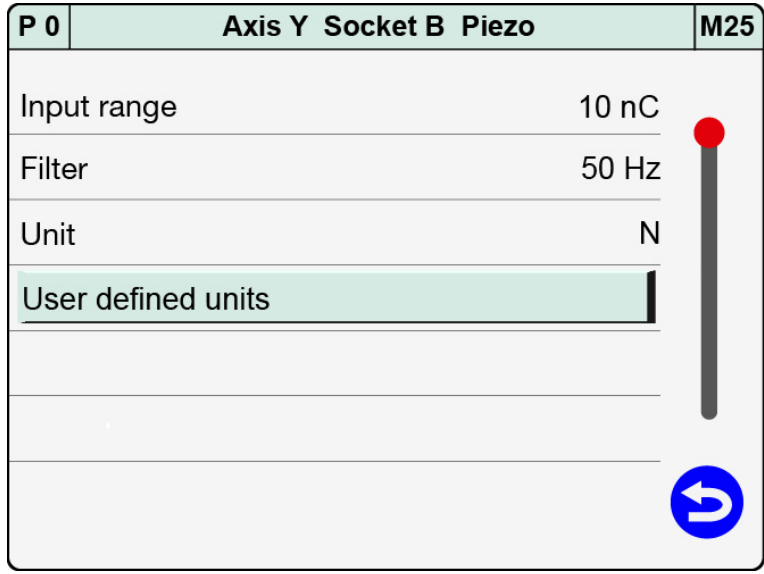 P 0 Axis Y Socket B Piezo M25
Input range 10 nC
Filter 50 Hz
Unit N
User defined units